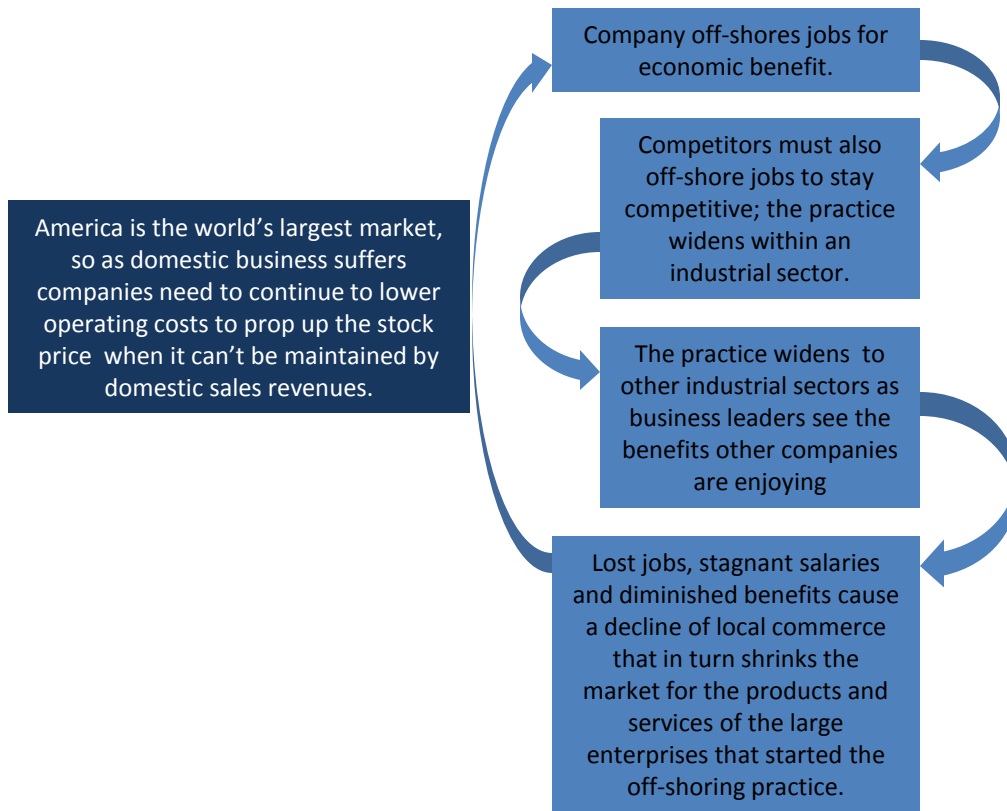 Company off-shores jobs for
economic benefit.
Competitors must also
off-shore jobs to stay
competitive; the practice
widens within an
industrial sector.
America is the world’s largest market,
so as domestic business suffers
companies need to continue to lower
operating costs to prop up the stock
price  when it can’t be maintained by
domestic sales revenues.
The practice widens  to
other industrial sectors as
business leaders see the
benefits other companies
are enjoying
Lost jobs, stagnant salaries
and diminished benefits cause
a decline of local commerce
that in turn shrinks the
market for the products and
services of the large
enterprises that started the
off-shoring practice.